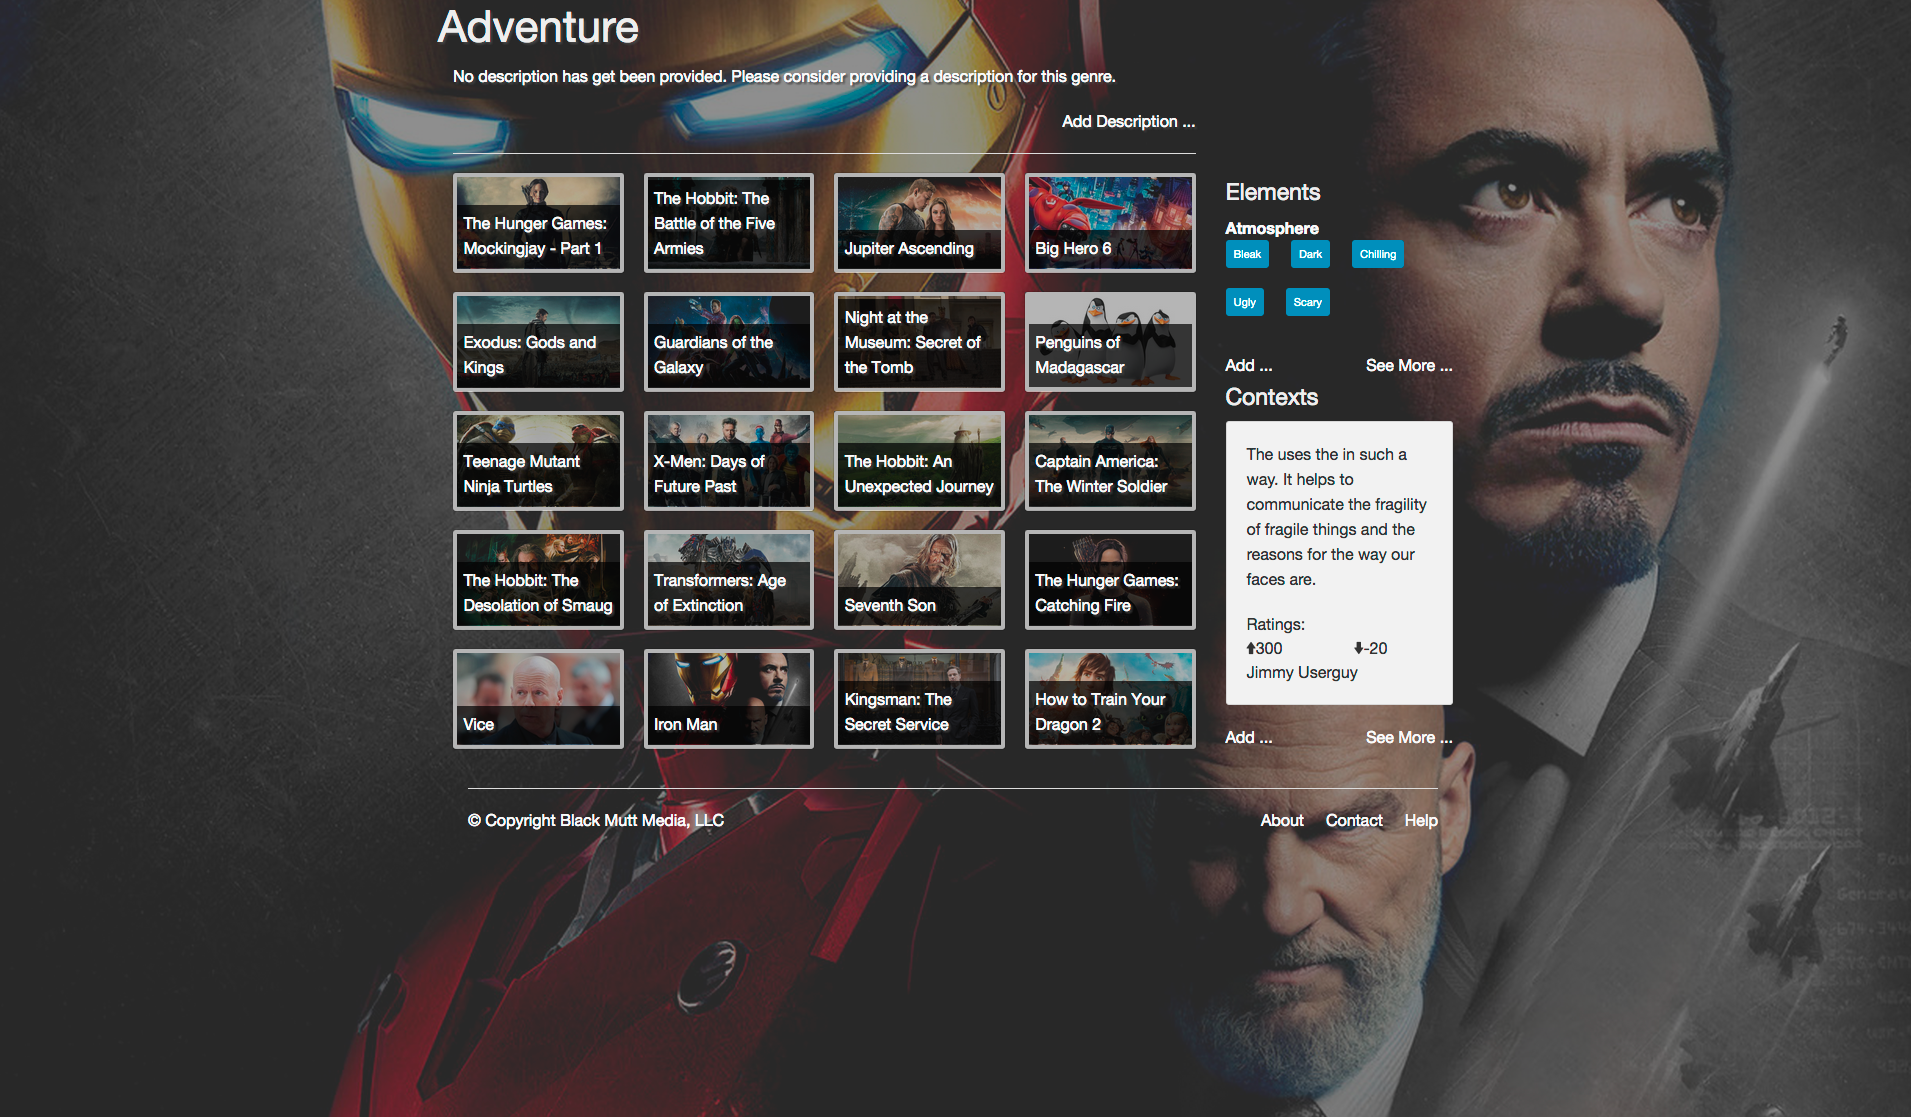 Adventure
No description has get been provided. Please consider providing a description for this genre.
Add Description ...
The Hunger Games:
Mockingjay - Part 1
The Hobbit: The
Battle of the Five
Armies
Jupiter Ascending
Big Hero 6
Exodus: Gods and
Kings
Guardians of the
Galaxy
Night at the
Museum: Secret of
the Tomb
Penguins of
Madagascar
Teenage Mutant
Ninja Turtles
X-Men: Days of
Future Past
The Hobbit: An
Unexpected Journey
Captain America:
The Winter Soldier
The Hobbit: The
Desolation of Smaug
Transformers: Age
of Extinction
Seventh Son
The Hunger Games:
Catching Fire
Vice
Iron Man
Kingsman: The
Secret Service
How to Train Your
Dragon 2
Elements
Atmosphere
Bleak Dark Chilling
Ugly Scary
Add ... See More ...
Contexts
The uses the in such a
way. It helps to
communicate the fragility
of fragile things and the
reasons for the way our
faces are.
Ratings:
300 -20
Jimmy Userguy
Add ... See More ...
© Copyright Black Mutt Media, LLC
About Contact Help